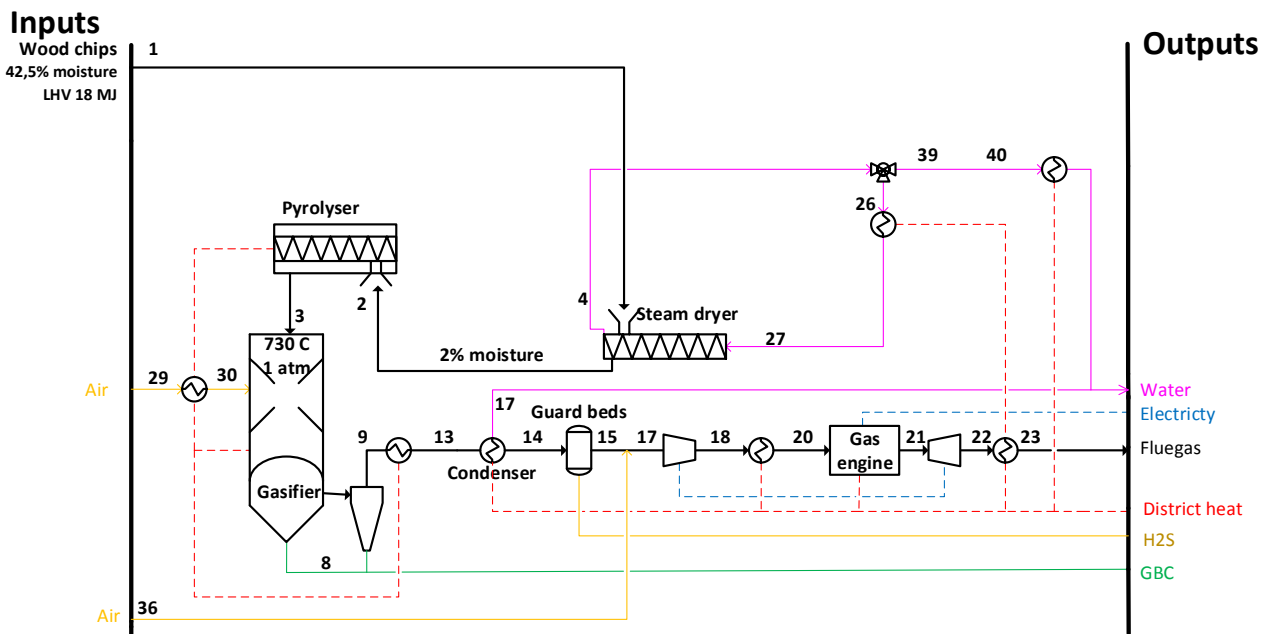 Inputs
Wood chips
42,5% moisture
LHV 18 MJ
1
Outputs
39
40
26
Pyrolyser
2
3
4
Steam dryer
27
730 C
1 atm
2% moisture
Air
29
30
17
Guard beds
Water
Electricty
9
13
14
15
17
18
20
Gas
engine
21
22
23
Fluegas
Condenser
Gasifier
District heat
H2S
8
GBC
Air
36